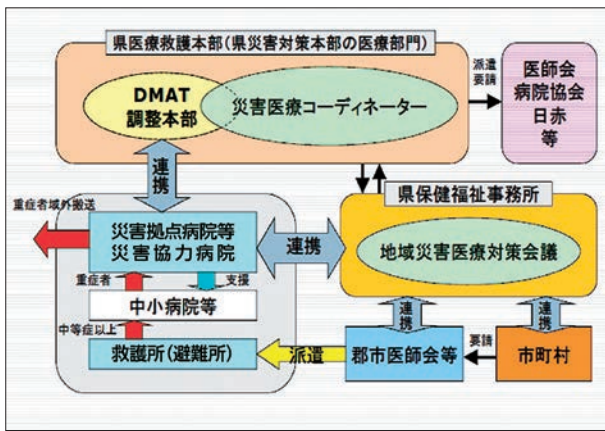 県医療救護本部(県災害対策本部の医療部門)
DMAT
調整本部
災害医療コーディネーター
派遣
要請
医師会
病院協会
日赤
等
連携
県保健福祉事務所
重症者域外搬送
災害拠点病院等
災害協力病院
連携
地域災害医療対策会議
重症者
支援
中小病院等
中等症以上
連携
連携
救護所(避難所)
派遣
郡市医師会等
要請
市町村